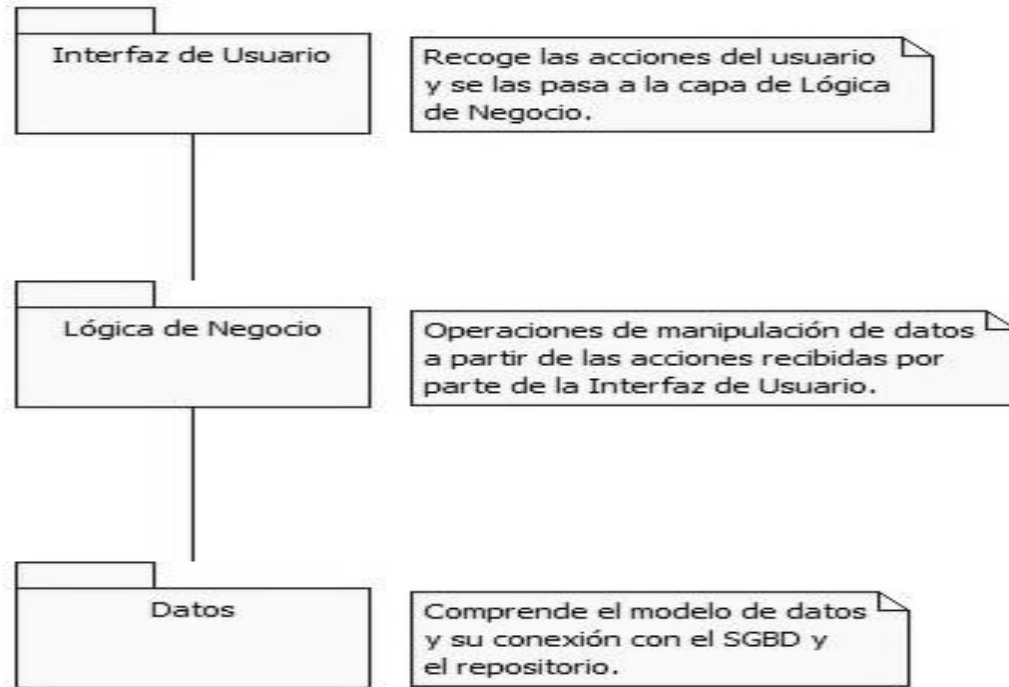 Interfaz de Usuario
Recoge las acciones del usuario
y se las pasa a la capa de Lógica
de Negocio.
Lógica de Negocio
Operaciones de manipulación de datos
a partir de las acciones recibidas por
parte de la Interfaz de Usuario.
Datos
Comprende el modelo de datos
y su conexión con el SGBD y
el repositorio.